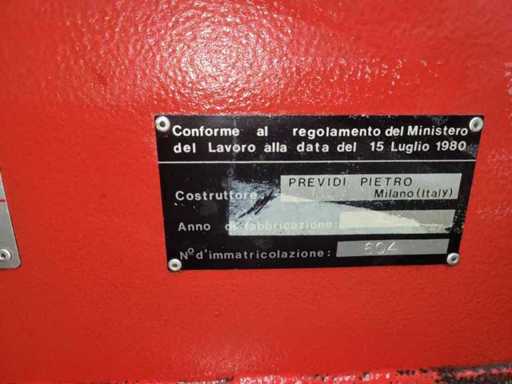 Conforme al regolamento del Ministero
del Lavoro alla data del 15 Luglio 1980
Costruttore: PREVIDI PIETRO
Milano (Italy)
Anno di fabbricazione:
N° d'immatricolazione: 594